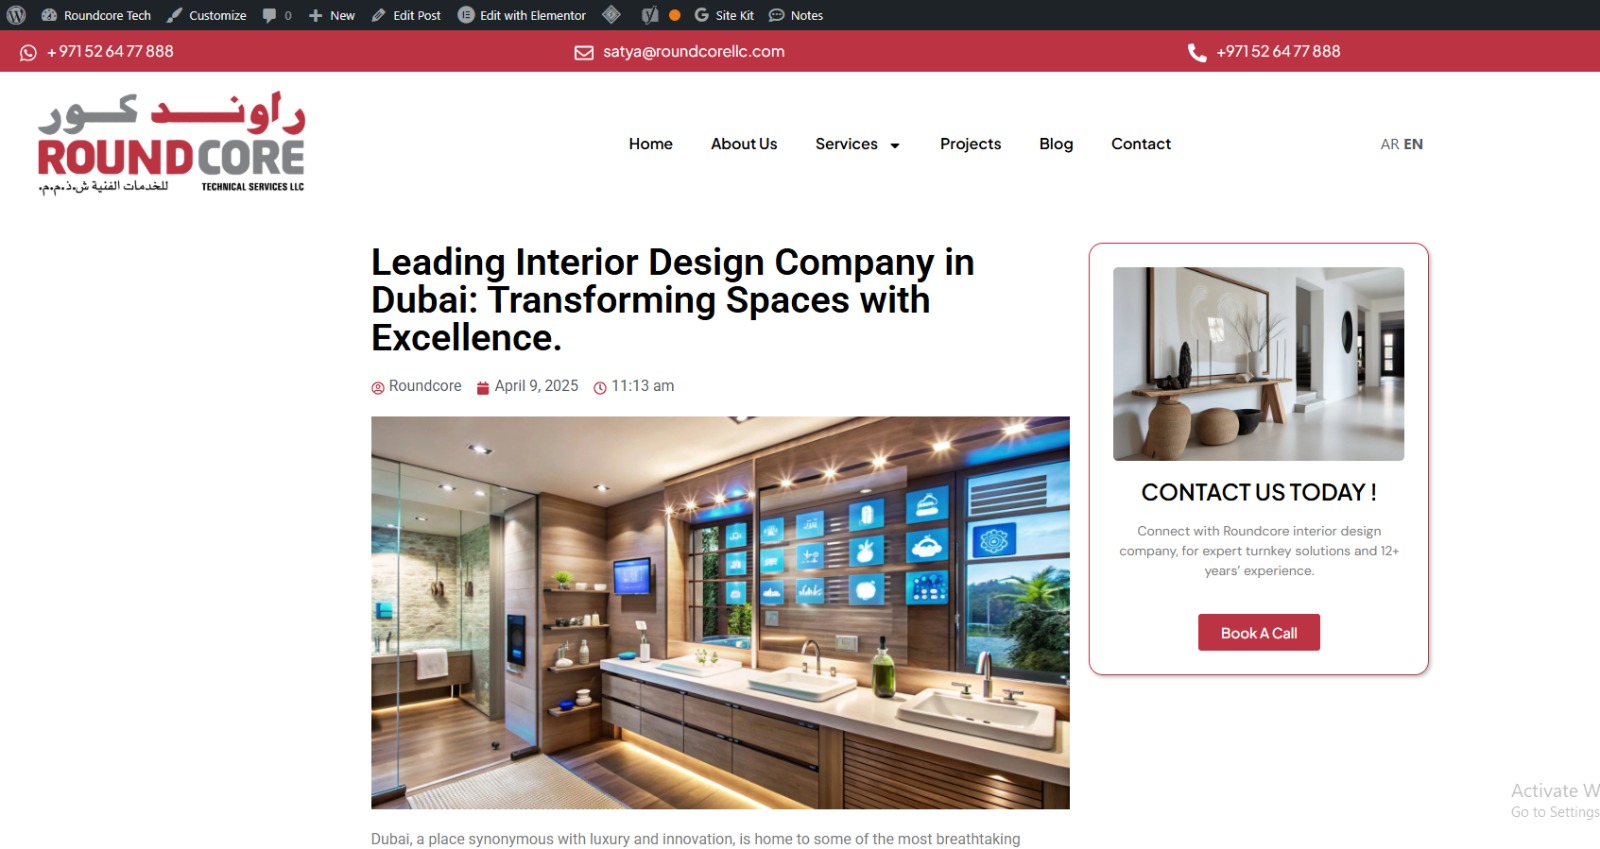 Roundcore Tech Customize 0 New Edit Post Edit with Elementor Site Kit Notes
+ 971 52 64 77 888 satya@roundcorellc.com +971 52 64 77 888
راوند كور
ROUNDCORE
للخدمات الفنية ش.ذ.م.م. TECHNICAL SERVICES LLC
Home About Us Services Projects Blog Contact AR EN
Leading Interior Design Company in
Dubai: Transforming Spaces with
Excellence.
Roundcore April 9, 2025 11:13 am
CONTACT US TODAY !
Connect with Roundcore interior design
company, for expert turnkey solutions and 12+
years’ experience.
Book A Call
Dubai, a place synonymous with luxury and innovation, is home to some of the most breathtaking
Activate W
Go to Settings